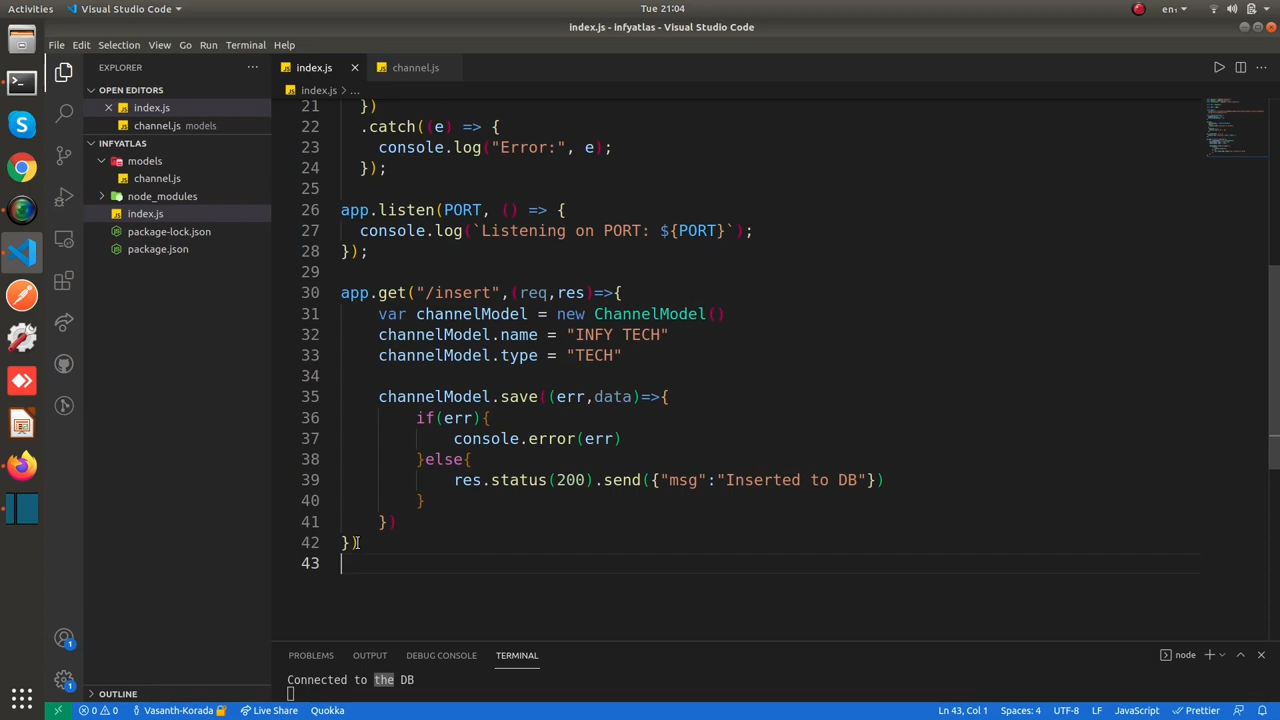 Activities
Visual Studio Code
Tue 21:04
en₁
index.js - infyatlas - Visual Studio Code
File Edit Selection View Go Run Terminal Help
EXPLORER
OPEN EDITORS
index.js
channel.js models
INFYATLAS
models
channel.js
node_modules
index.js
package-lock.json
package.json
OUTLINE
index.js
channel.js
index.js > ...
21 })
22 .catch((e) => {
23 console.log("Error:", e);
24 });
25
26 app.listen(PORT, () => {
27 console.log(`Listening on PORT: ${PORT}`);
28 });
29
30 app.get("/insert",(req,res)=>{
31 var channelModel = new ChannelModel()
32 channelModel.name = "INFY TECH"
33 channelModel.type = "TECH"
34
35 channelModel.save((err,data)=>{
36 if(err){
37 console.error(err)
38 }else{
39 res.status(200).send({"msg":"Inserted to DB"})
40 }
41 })
42 })
43
PROBLEMS OUTPUT DEBUG CONSOLE TERMINAL
node
Connected to the DB
1
1
0 0 Vasanth-Korada Live Share Quokka
Ln 43, Col 1 Spaces: 4 UTF-8 LF JavaScript Prettier